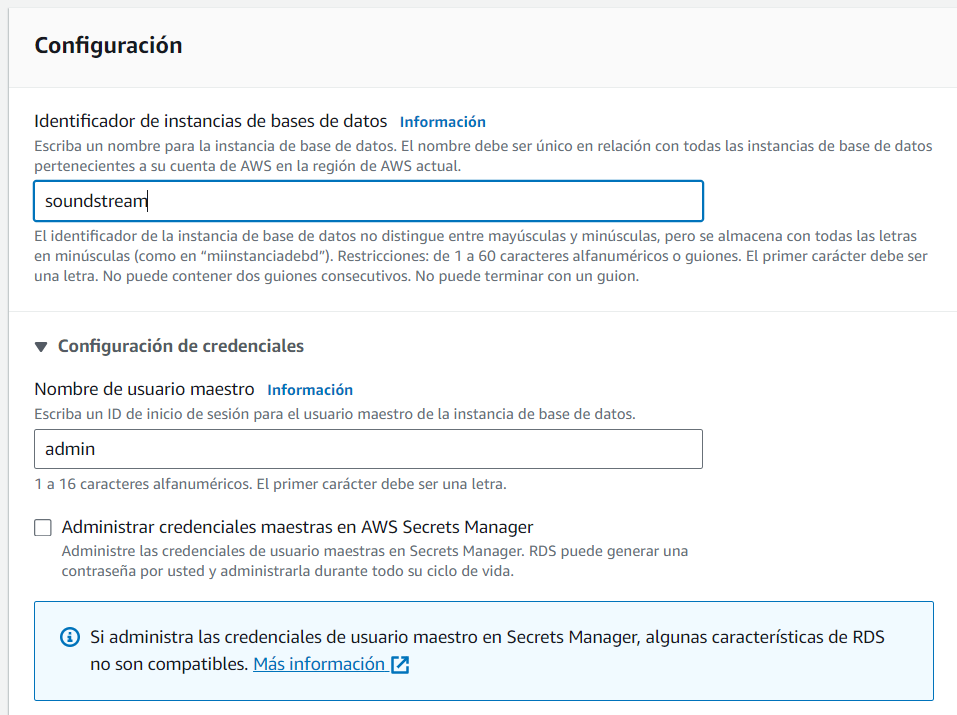 Configuración
Identificador de instancias de bases de datos Información
Escriba un nombre para la instancia de base de datos. El nombre debe ser único en relación con todas las instancias de base de datos
pertenecientes a su cuenta de AWS en la región de AWS actual.
soundstream
El identificador de la instancia de base de datos no distingue entre mayúsculas y minúsculas, pero se almacena con todas las letras
en minúsculas (como en “miinstanciadebd”). Restricciones: de 1 a 60 caracteres alfanuméricos o guiones. El primer carácter debe ser
una letra. No puede contener dos guiones consecutivos. No puede terminar con un guion.
Configuración de credenciales
Nombre de usuario maestro Información
Escriba un ID de inicio de sesión para el usuario maestro de la instancia de base de datos.
admin
1 a 16 caracteres alfanuméricos. El primer carácter debe ser una letra.
Administrar credenciales maestras en AWS Secrets Manager
Administre las credenciales de usuario maestras en Secrets Manager. RDS puede generar una
contraseña por usted y administrarla durante todo su ciclo de vida.
Si administra las credenciales de usuario maestro en Secrets Manager, algunas características de RDS
no son compatibles. Más información